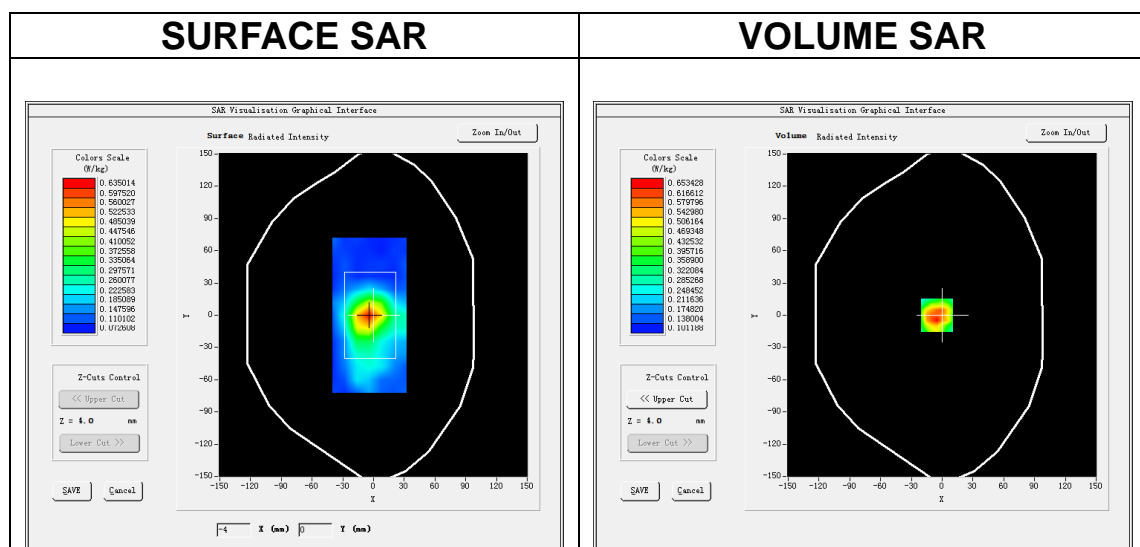 SURFACE SAR
VOLUME SAR
SAR Visualisation Graphical Interface
Surface Radiated Intensity
Zoom In/Out
Colors Scale
(W/kg)
0.635014
0.597520
0.560027
0.522533
0.485039
0.447546
0.410052
0.372558
0.335064
0.297571
0.260077
0.222583
0.185089
0.147596
0.110102
0.072608
150
120
90
60
30
0
-30
-60
-90
-120
-150
Y
-150 -120 -90 -60 -30 0 30 60 90 120 150
X
Z-Cuts Control
<< Upper Cut
Z = 4.0 mm
Lower Cut >>
SAVE Cancel
-4 X (mm) 0 Y (mm)
SAR Visualisation Graphical Interface
Volume Radiated Intensity
Zoom In/Out
Colors Scale
(W/kg)
0.653428
0.616612
0.579796
0.542980
0.506164
0.469348
0.432532
0.395716
0.358900
0.322084
0.285268
0.248452
0.211636
0.174820
0.138004
0.101188
150
120
90
60
30
0
-30
-60
-90
-120
-150
Y
-150 -120 -90 -60 -30 0 30 60 90 120 150
X
Z-Cuts Control
<< Upper Cut
Z = 4.0 mm
Lower Cut >>
SAVE Cancel